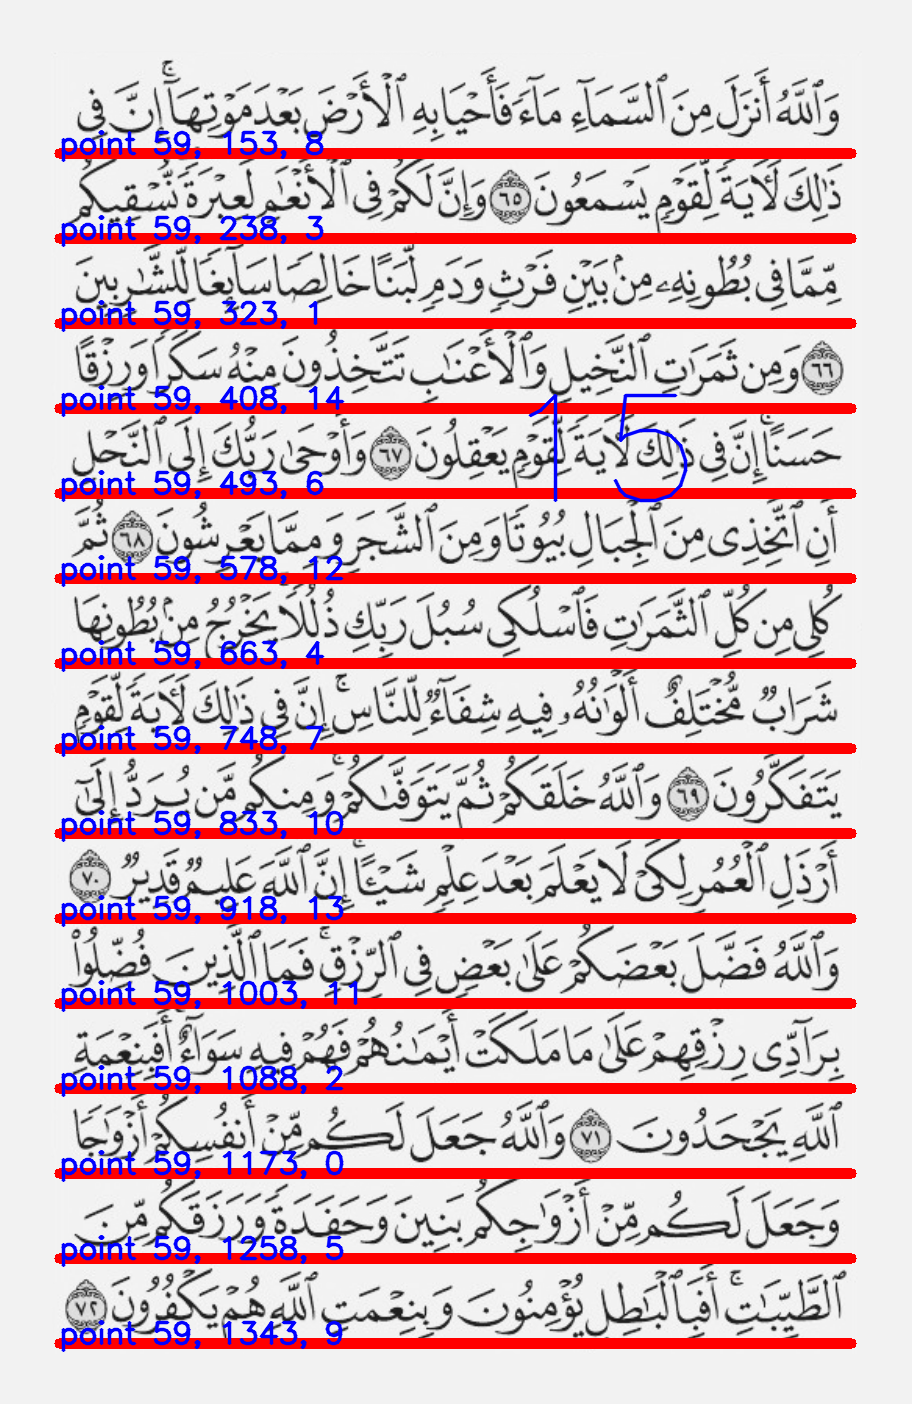 وَٱللَّهُ أَنزَلَ مِنَ ٱلسَّمَآءِ مَآءً فَأَحْيَا بِهِ ٱلْأَرْضَ بَعْدَ مَوْتِهَآ ۚ إِنَّ فِى
point 59, 153, 8
ذَٰلِكَ لَـَٔايَةً لِّقَوْمٍ يَسْمَعُونَ ٦٥ وَإِنَّ لَكُمْ فِى ٱلْأَنْعَـٰمِ لَعِبْرَةً ۖ نُّسْقِيكُم
point 59, 238, 3
مِّمَّا فِى بُطُونِهِۦ مِنۢ بَيْنِ فَرْثٍ وَدَمٍ لَّبَنًا خَالِصًا سَآئِغًا لِّلشَّـٰرِبِينَ
point 59, 323, 1
٦٦ وَمِن ثَمَرَٰتِ ٱلنَّخِيلِ وَٱلْأَعْنَـٰبِ تَتَّخِذُونَ مِنْهُ سَكَرًا وَرِزْقًا
point 59, 408, 14
حَسَنًا ۗ إِنَّ فِى ذَٰلِكَ لَـَٔايَةً لِّقَوْمٍ يَعْقِلُونَ ٦٧ وَأَوْحَىٰ رَبُّكَ إِلَى ٱلنَّحْلِ
15
point 59, 493, 6
أَنِ ٱتَّخِذِى مِنَ ٱلْجِبَالِ بُيُوتًا وَمِنَ ٱلشَّجَرِ وَمِمَّا يَعْرِشُونَ ٦٨ ثُمَّ
point 59, 578, 12
كُلِى مِن كُلِّ ٱلثَّمَرَٰتِ فَٱسْلُكِى سُبُلَ رَبِّكِ ذُلُلًا ۚ يَخْرُجُ مِنۢ بُطُونِهَا
point 59, 663, 4
شَرَابٌ مُّخْتَلِفٌ أَلْوَٰنُهُۥ فِيهِ شِفَآءٌ لِّلنَّاسِ ۗ إِنَّ فِى ذَٰلِكَ لَـَٔايَةً لِّقَوْمٍ
point 59, 748, 7
يَتَفَكَّرُونَ ٦٩ وَٱللَّهُ خَلَقَكُمْ ثُمَّ يَتَوَفَّىٰكُمْ ۚ وَمِنكُم مَّن يُرَدُّ إِلَىٰٓ
point 59, 833, 10
أَرْذَلِ ٱلْعُمُرِ لِكَىْ لَا يَعْلَمَ بَعْدَ عِلْمٍ شَيْـًٔا ۚ إِنَّ ٱللَّهَ عَلِيمٌ قَدِيرٌ ٧٠
point 59, 918, 13
وَٱللَّهُ فَضَّلَ بَعْضَكُمْ عَلَىٰ بَعْضٍ فِى ٱلرِّزْقِ ۚ فَمَا ٱلَّذِينَ فُضِّلُوا۟
point 59, 1003, 11
بِرَآدِّى رِزْقِهِمْ عَلَىٰ مَا مَلَكَتْ أَيْمَـٰنُهُمْ فَهُمْ فِيهِ سَوَآءٌ ۚ أَفَبِنِعْمَةِ
point 59, 1088, 2
ٱللَّهِ يَجْحَدُونَ ٧١ وَٱللَّهُ جَعَلَ لَكُم مِّنْ أَنفُسِكُمْ أَزْوَٰجًا
point 59, 1173, 0
وَجَعَلَ لَكُم مِّنْ أَزْوَٰجِكُم بَنِينَ وَحَفَدَةً وَرَزَقَكُم مِّنَ
point 59, 1258, 5
ٱلطَّيِّبَـٰتِ ۚ أَفَبِٱلْبَـٰطِلِ يُؤْمِنُونَ وَبِنِعْمَتِ ٱللَّهِ هُمْ يَكْفُرُونَ ٧٢
point 59, 1343, 9